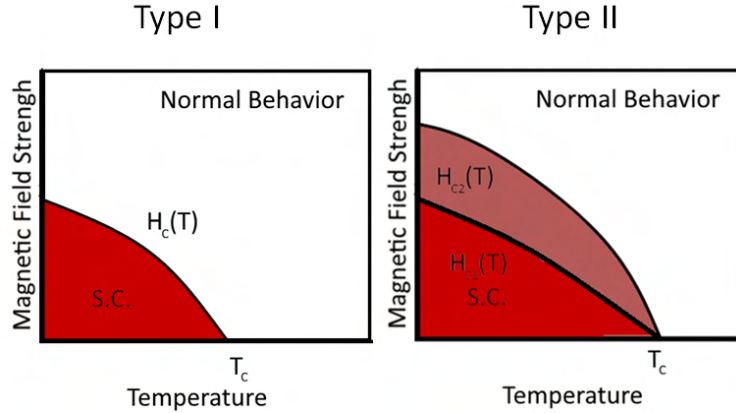 Type I
Magnetic Field Strengh
Normal Behavior
Hc(T)
S.C.
Tc
Temperature
Type II
Magnetic Field Strengh
Normal Behavior
HC2(T)
HC1(T)
S.C.
Tc
Temperature